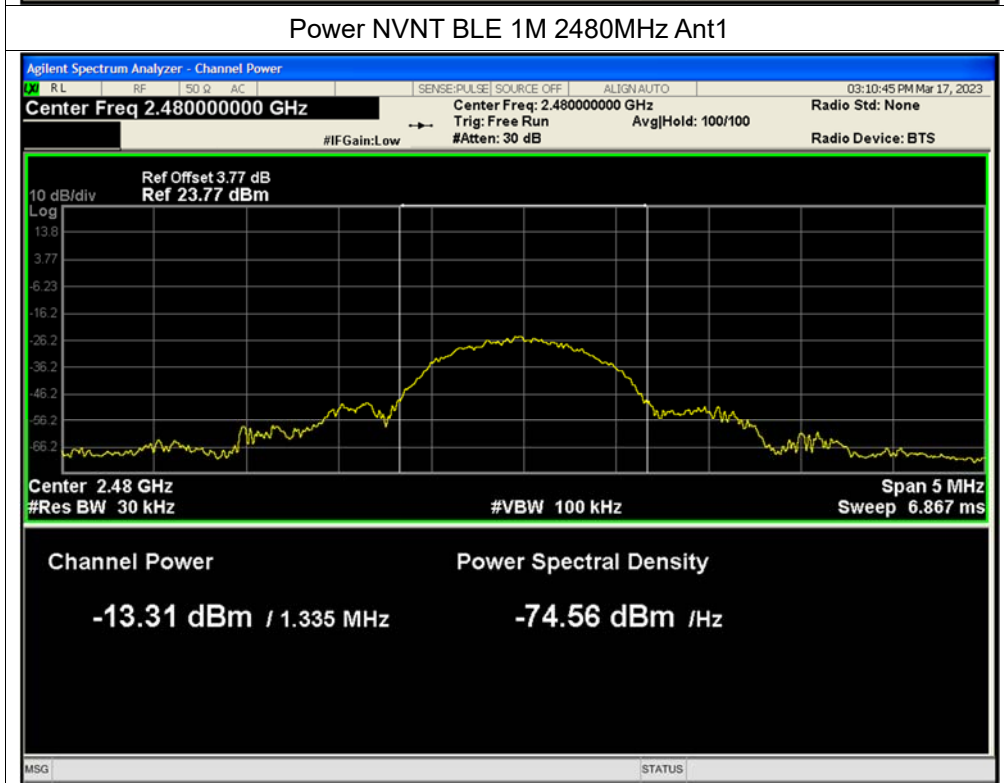 Power NVNT BLE 1M 2480MHz Ant1
Agilent Spectrum Analyzer - Channel Power
LXI RL RF 50 Ω AC SENSE:PULSE SOURCE OFF ALIGN AUTO 03:10:45 PM Mar 17, 2023
Center Freq 2.480000000 GHz Center Freq: 2.480000000 GHz Radio Std: None
Trig: Free Run Avg|Hold: 100/100
#IFGain:Low #Atten: 30 dB Radio Device: BTS
Ref Offset 3.77 dB
10 dB/div Ref 23.77 dBm
Log
13.8
3.77
-6.23
-16.2
-26.2
-36.2
-46.2
-56.2
-66.2
Center 2.48 GHz Span 5 MHz
#Res BW 30 kHz #VBW 100 kHz Sweep 6.867 ms
Channel Power Power Spectral Density
-13.31 dBm / 1.335 MHz -74.56 dBm /Hz
MSG STATUS